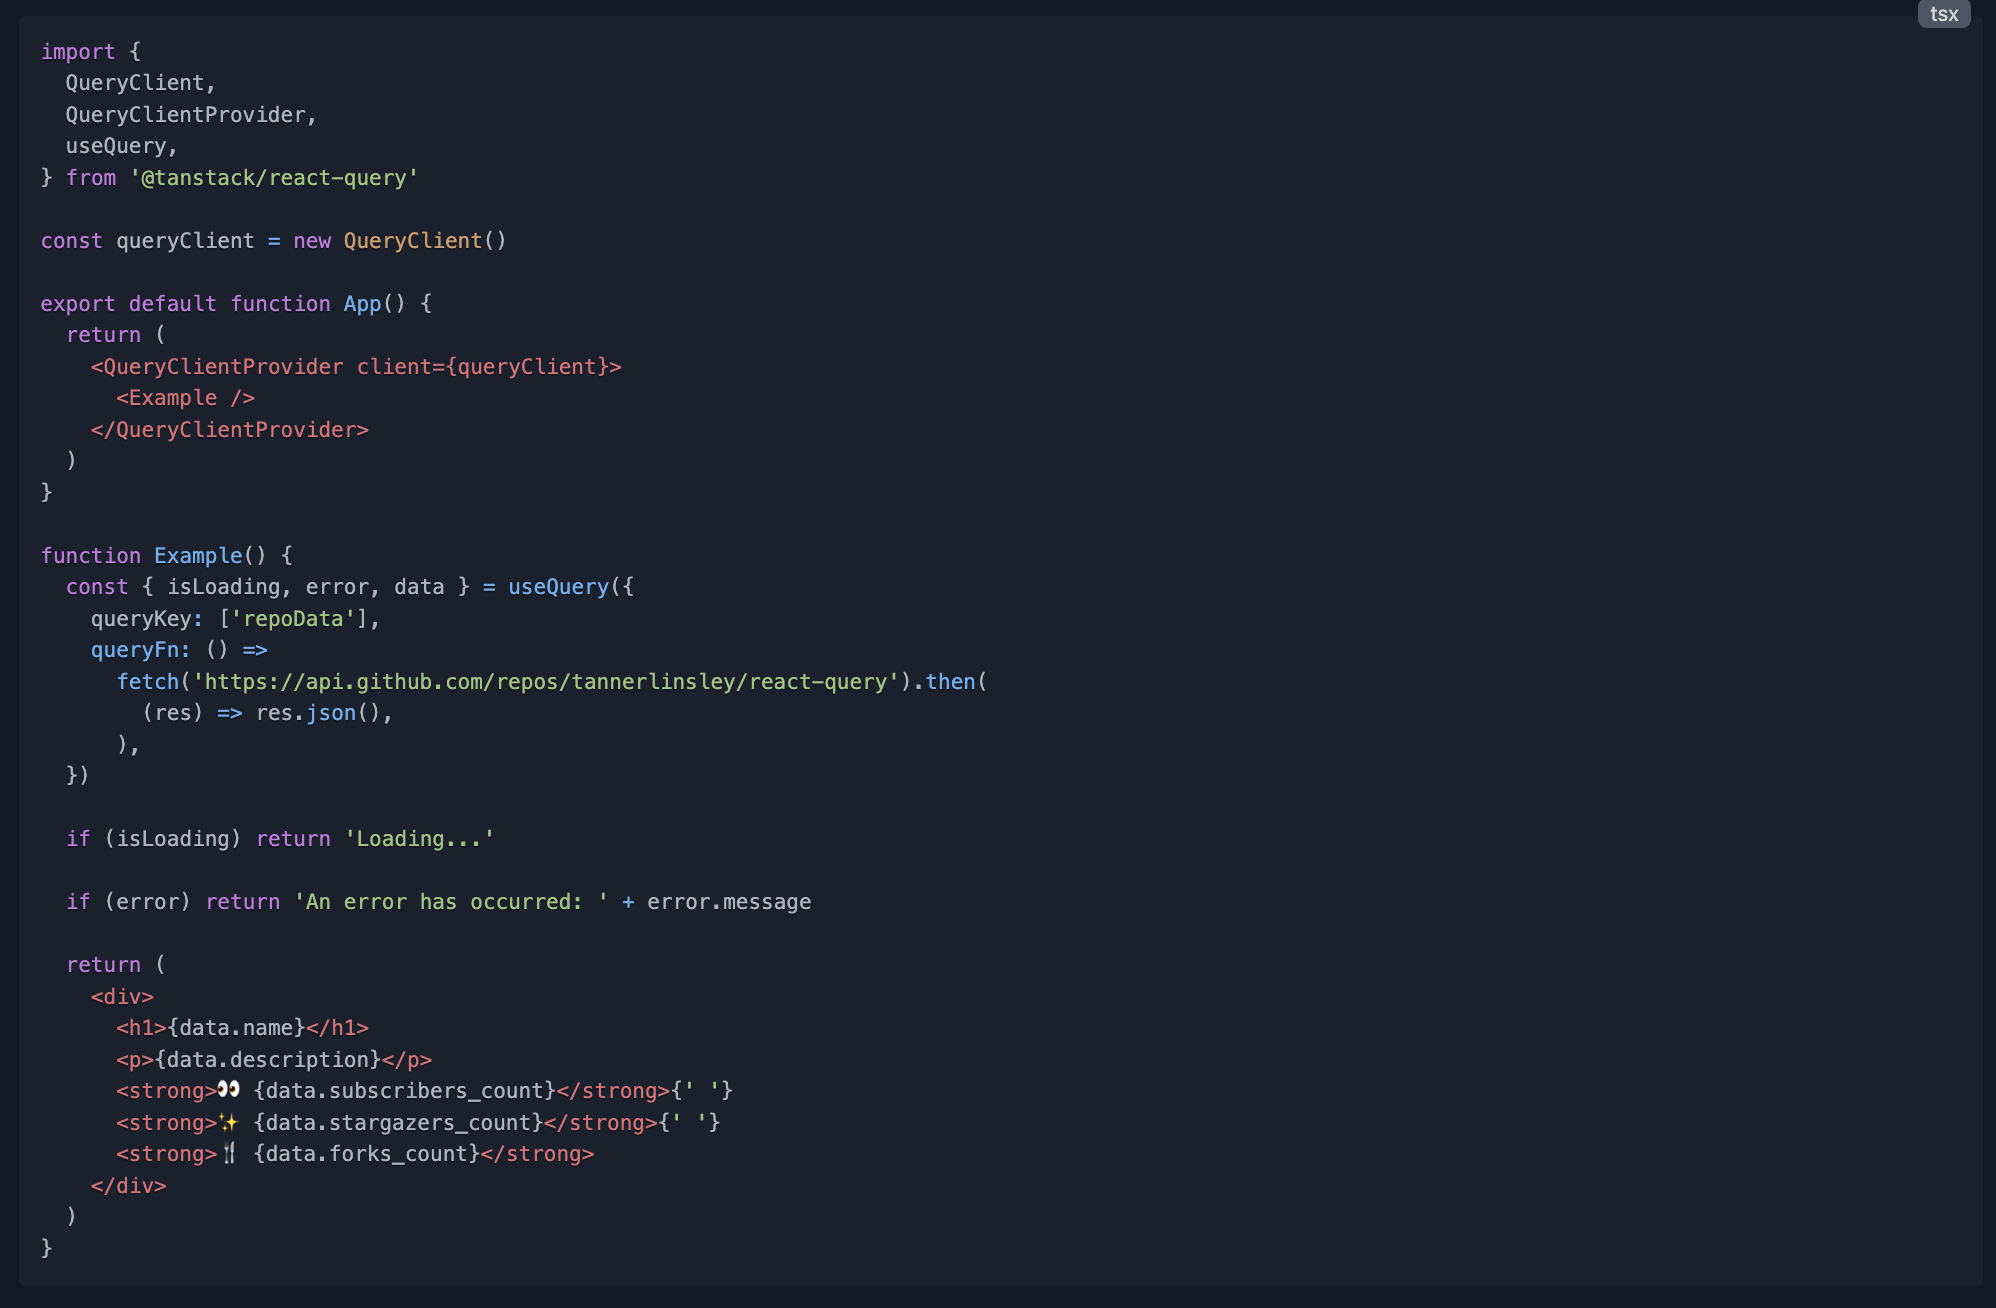 tsx
import {
  QueryClient,
  QueryClientProvider,
  useQuery,
} from '@tanstack/react-query'

const queryClient = new QueryClient()

export default function App() {
  return (
    <QueryClientProvider client={queryClient}>
      <Example />
    </QueryClientProvider>
  )
}

function Example() {
  const { isLoading, error, data } = useQuery({
    queryKey: ['repoData'],
    queryFn: () =>
      fetch('https://api.github.com/repos/tannerlinsley/react-query').then(
        (res) => res.json(),
      ),
  })

  if (isLoading) return 'Loading...'

  if (error) return 'An error has occurred: ' + error.message

  return (
    <div>
      <h1>{data.name}</h1>
      <p>{data.description}</p>
      <strong>👀 {data.subscribers_count}</strong>{' '}
      <strong>✨ {data.stargazers_count}</strong>{' '}
      <strong>🍴 {data.forks_count}</strong>
    </div>
  )
}